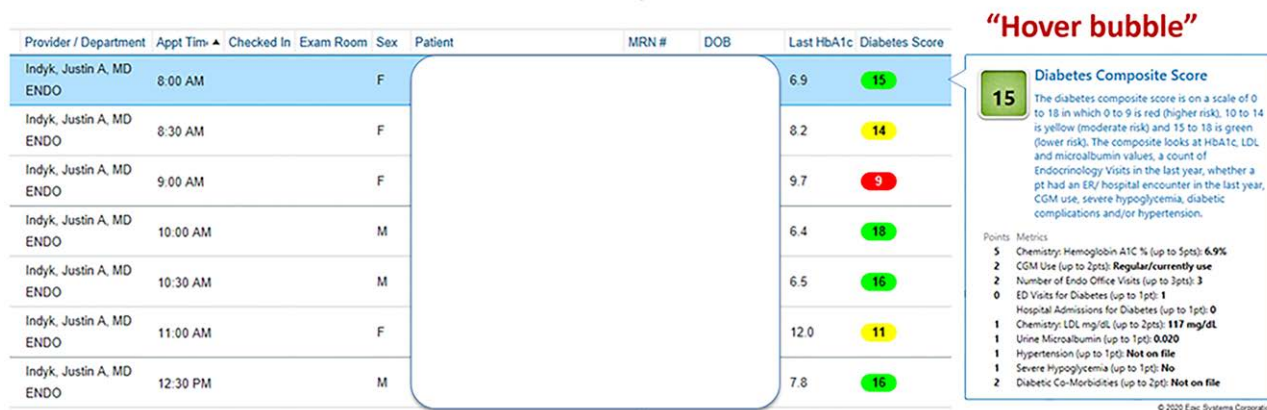 “Hover bubble”
Provider / Department Appt Tim Checked In Exam Room Sex Patient MRN # DOB Last HbA1c Diabetes Score
Indyk, Justin A, MD
ENDO
8:00 AM F 6.9 15
Indyk, Justin A, MD
ENDO
8:30 AM F 8.2 14
Indyk, Justin A, MD
ENDO
9:00 AM F 9.7 9
Indyk, Justin A, MD
ENDO
10:00 AM M 6.4 18
Indyk, Justin A, MD
ENDO
10:30 AM M 6.5 16
Indyk, Justin A, MD
ENDO
11:00 AM F 12.0 11
Indyk, Justin A, MD
ENDO
12:30 PM M 7.8 16
15
Diabetes Composite Score
The diabetes composite score is on a scale of 0
to 18 in which 0 to 9 is red (higher risk), 10 to 14
is yellow (moderate risk) and 15 to 18 is green
(lower risk). The composite looks at HbA1c, LDL
and microalbumin values, a count of
Endocrinology Visits in the last year, whether a
pt had an ER/ hospital encounter in the last year,
CGM use, severe hypoglycemia, diabetic
complications and/or hypertension.
Points Metrics
5 Chemistry: Hemoglobin A1C % (up to 5pts): 6.9%
2 CGM Use (up to 2pts): Regular/currently use
2 Number of Endo Office Visits (up to 3pts): 3
0 ED Visits for Diabetes (up to 1pt): 1
Hospital Admissions for Diabetes (up to 1pt): 0
1 Chemistry: LDL mg/dL (up to 2pts): 117 mg/dL
1 Urine Microalbumin (up to 1pt): 0.020
1 Hypertension (up to 1pt): Not on file
1 Severe Hypoglycemia (up to 1pt): No
2 Diabetic Co-Morbidities (up to 2pt): Not on file
© 2020 Epic Systems Corporati